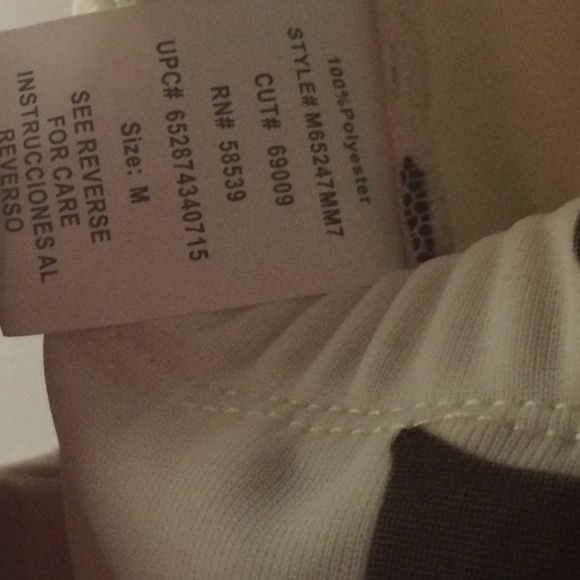 100%Polyester
STYLE# M65247MM7
CUT# 69009
RN# 58539
UPC# 652874340715
Size: M
SEE REVERSE
FOR CARE
INSTRUCCIONES AL
REVERSO